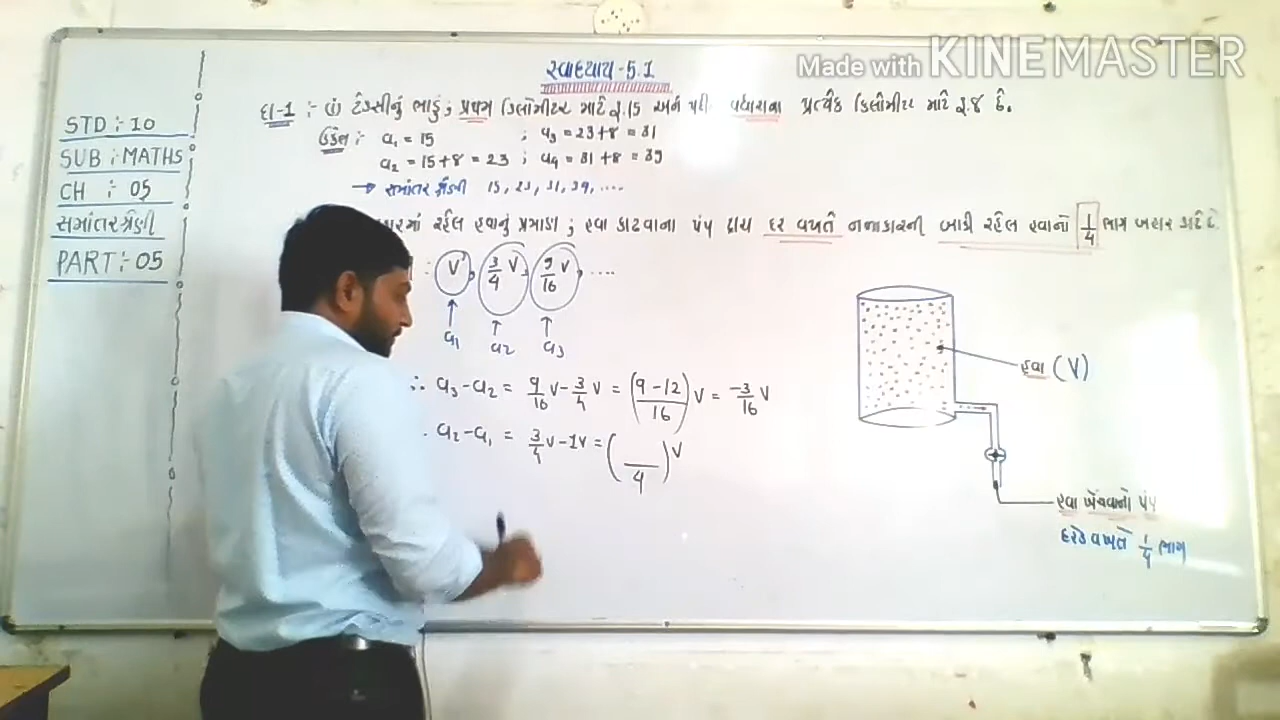 Made with KINEMASTER
સ્વાધ્યાય-5.1
STD :- 10
SUB :- MATHS
CH :- 05
સમાંતર શ્રેણી
PART :- 05
દા-1 :- (i) ટેક્સીનું ભાડું ; પ્રથમ કિલોમીટર માટે રૂ.15 અને પછી વધારાના પ્રત્યેક કિલોમીટર માટે રૂ.8 છે.
ઉકેલ :- a₁ = 15 ; a₃ = 23+8 = 31
a₂ = 15+8 = 23 ; a₄ = 31+8 = 39
→ સમાંતર શ્રેણી 15, 23, 31, 39, ....
રહેલ હવાનું પ્રમાણ ; હવા કાઢવાના પંપ દ્વારા દર વખતે નળાકારની બાકી રહેલ હવાનો 1/4 ભાગ બહાર કાઢે છે.
V, 3/4 V, 9/16 V, ....
a₁ a₂ a₃
∴ a₃-a₂ = 9/16 V - 3/4 V = (9-12/16) V = -3/16 V
a₂-a₁ = 3/4 V - 1V = ( /4) V
હવા (V)
હવા ખેંચવાનો પંપ
દરેક વખતે 1/4 ભાગ